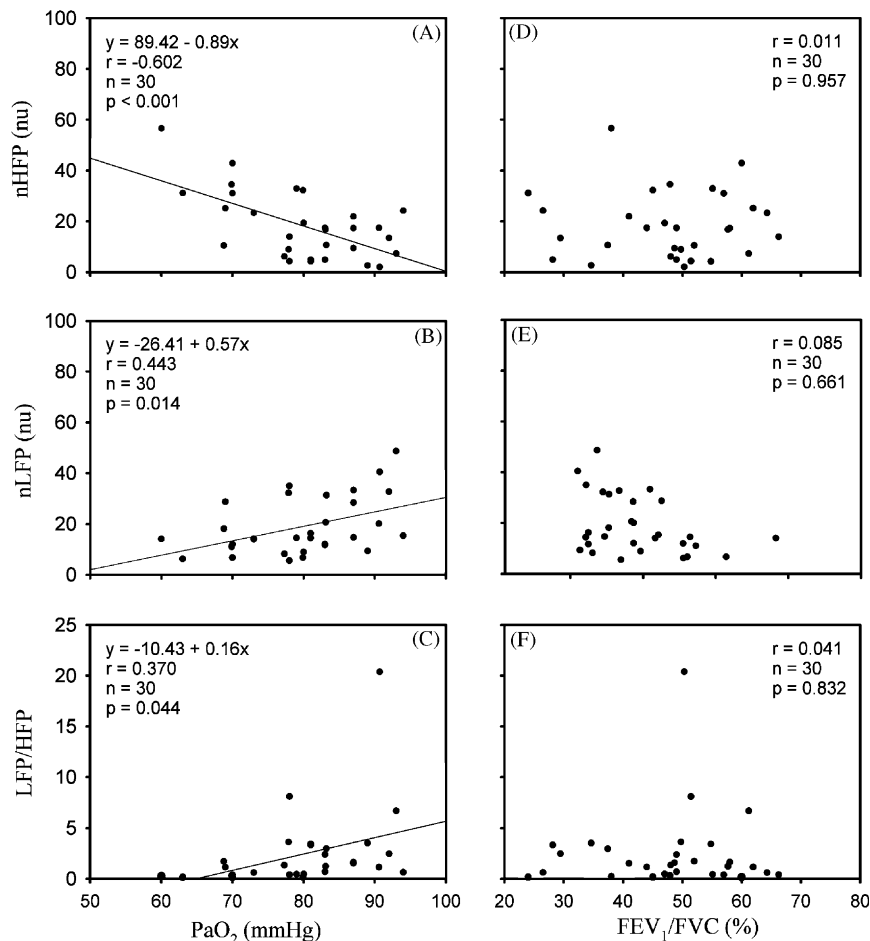 (A)
y = 89.42 - 0.89x
r = -0.602
n = 30
p < 0.001
nHFP (nu)
100
80
60
40
20
0
(D)
r = 0.011
n = 30
p = 0.957
(B)
y = -26.41 + 0.57x
r = 0.443
n = 30
p = 0.014
nLFP (nu)
100
80
60
40
20
0
(E)
r = 0.085
n = 30
p = 0.661
(C)
y = -10.43 + 0.16x
r = 0.370
n = 30
p = 0.044
LFP/HFP
25
20
15
10
5
0
50 60 70 80 90 100
PaO₂ (mmHg)
(F)
r = 0.041
n = 30
p = 0.832
20 30 40 50 60 70 80
FEV₁/FVC (%)